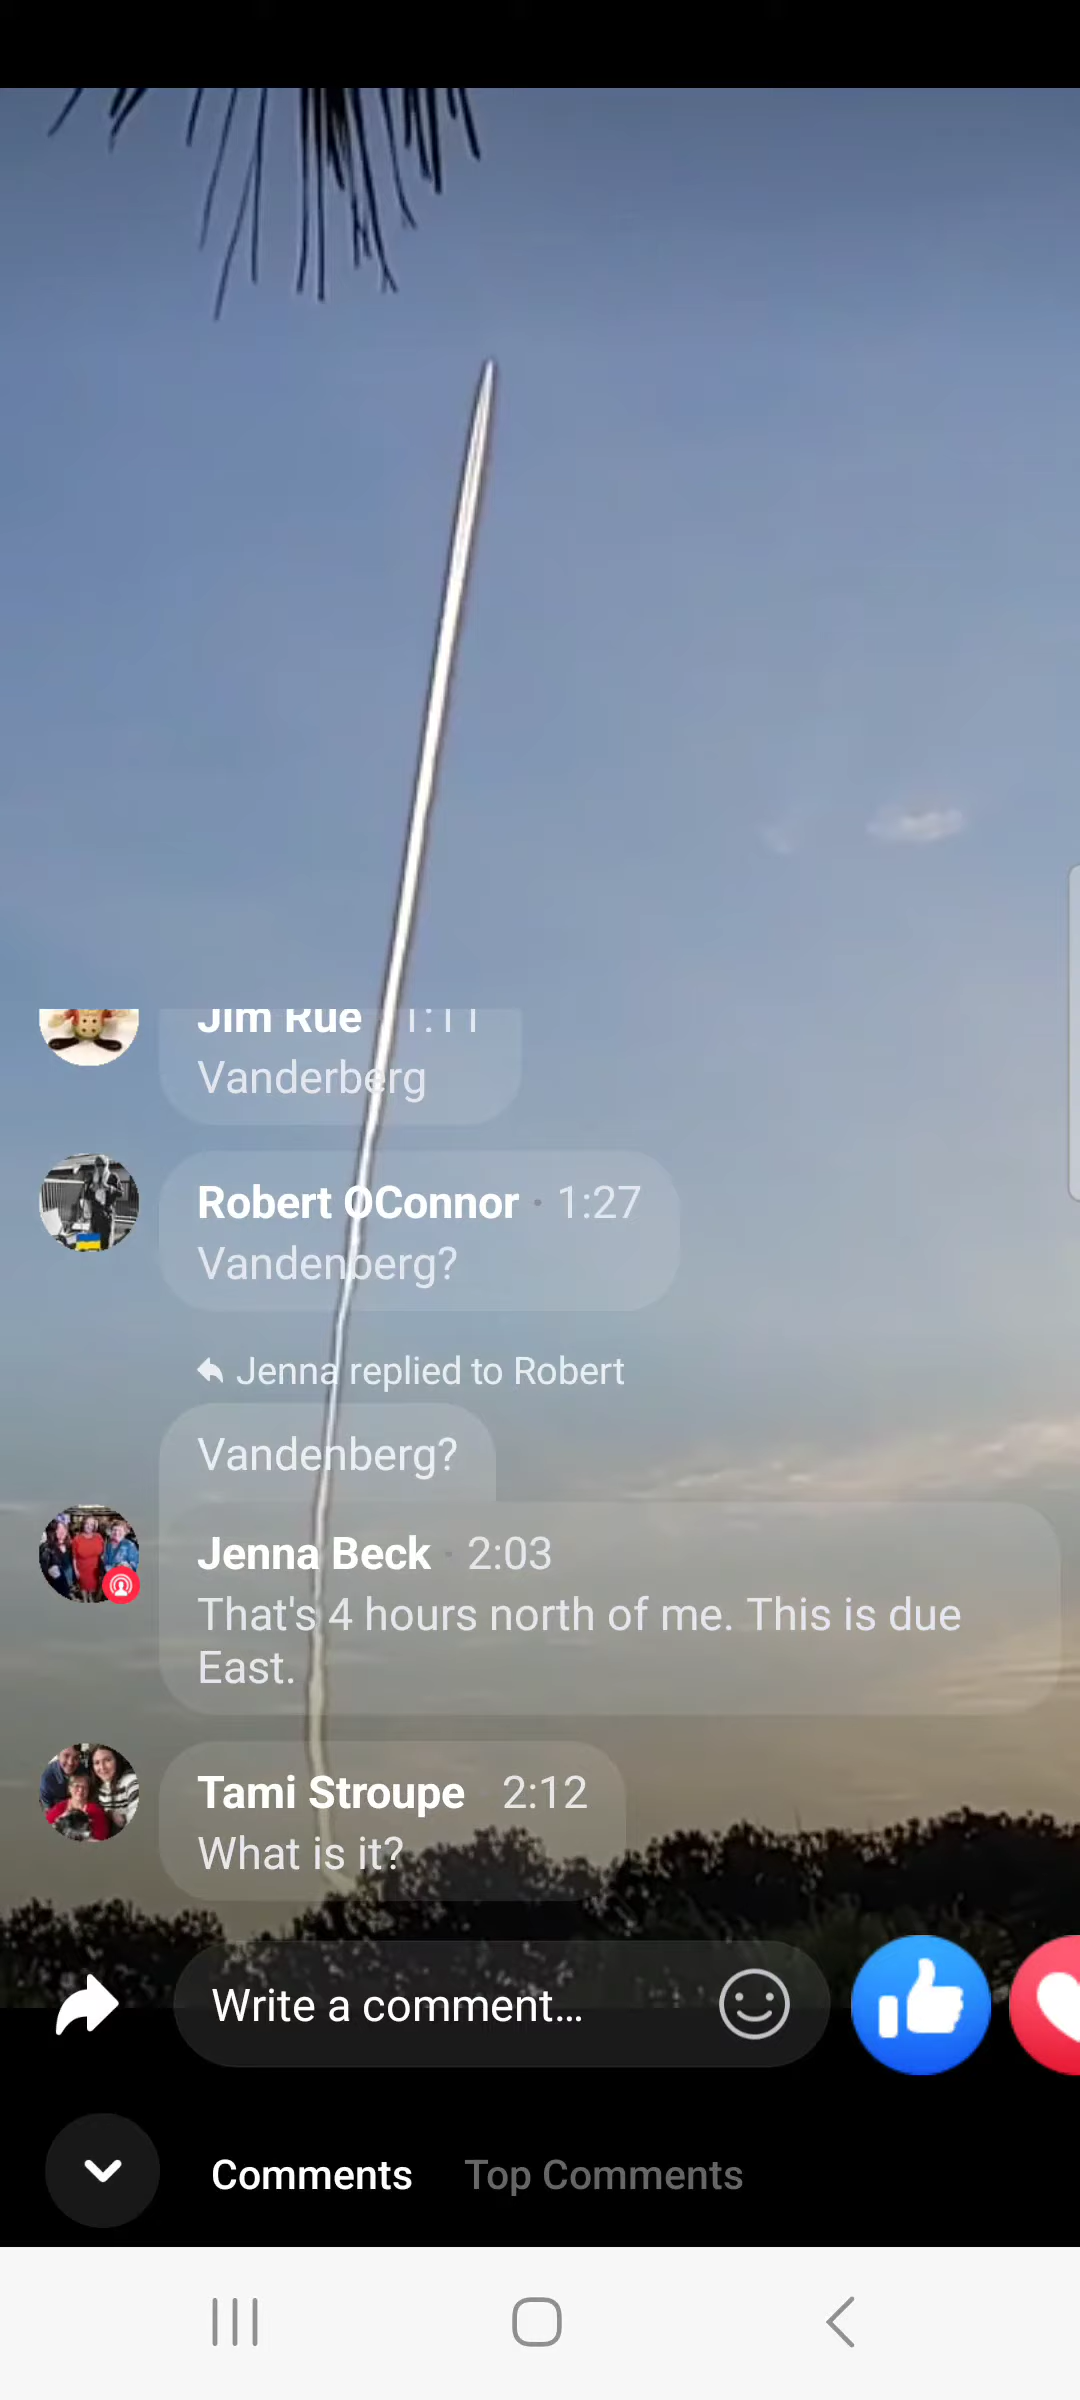 Jim Rue 1:11
Vanderberg
Robert OConnor · 1:27
Vandenberg?
Jenna replied to Robert
Vandenberg?
Jenna Beck · 2:03
That's 4 hours north of me. This is due
East.
Tami Stroupe 2:12
What is it?
Write a comment...
Comments Top Comments